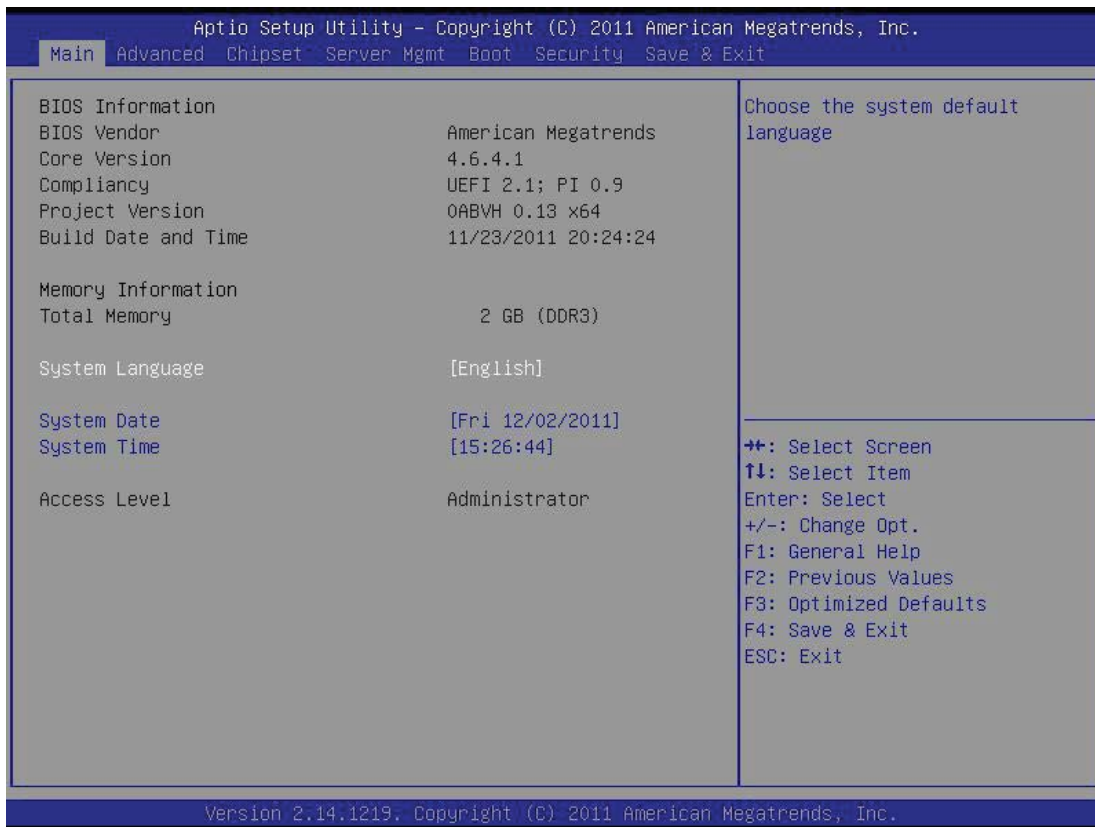 Aptio Setup Utility – Copyright (C) 2011 American Megatrends, Inc.
Main Advanced Chipset Server Mgmt Boot Security Save & Exit
BIOS Information
BIOS Vendor American Megatrends
Core Version 4.6.4.1
Compliancy UEFI 2.1; PI 0.9
Project Version 0ABVH 0.13 x64
Build Date and Time 11/23/2011 20:24:24
Memory Information
Total Memory 2 GB (DDR3)
System Language [English]
System Date [Fri 12/02/2011]
System Time [15:26:44]
Access Level Administrator
Choose the system default
language
→←: Select Screen
↑↓: Select Item
Enter: Select
+/-: Change Opt.
F1: General Help
F2: Previous Values
F3: Optimized Defaults
F4: Save & Exit
ESC: Exit
Version 2.14.1219. Copyright (C) 2011 American Megatrends, Inc.